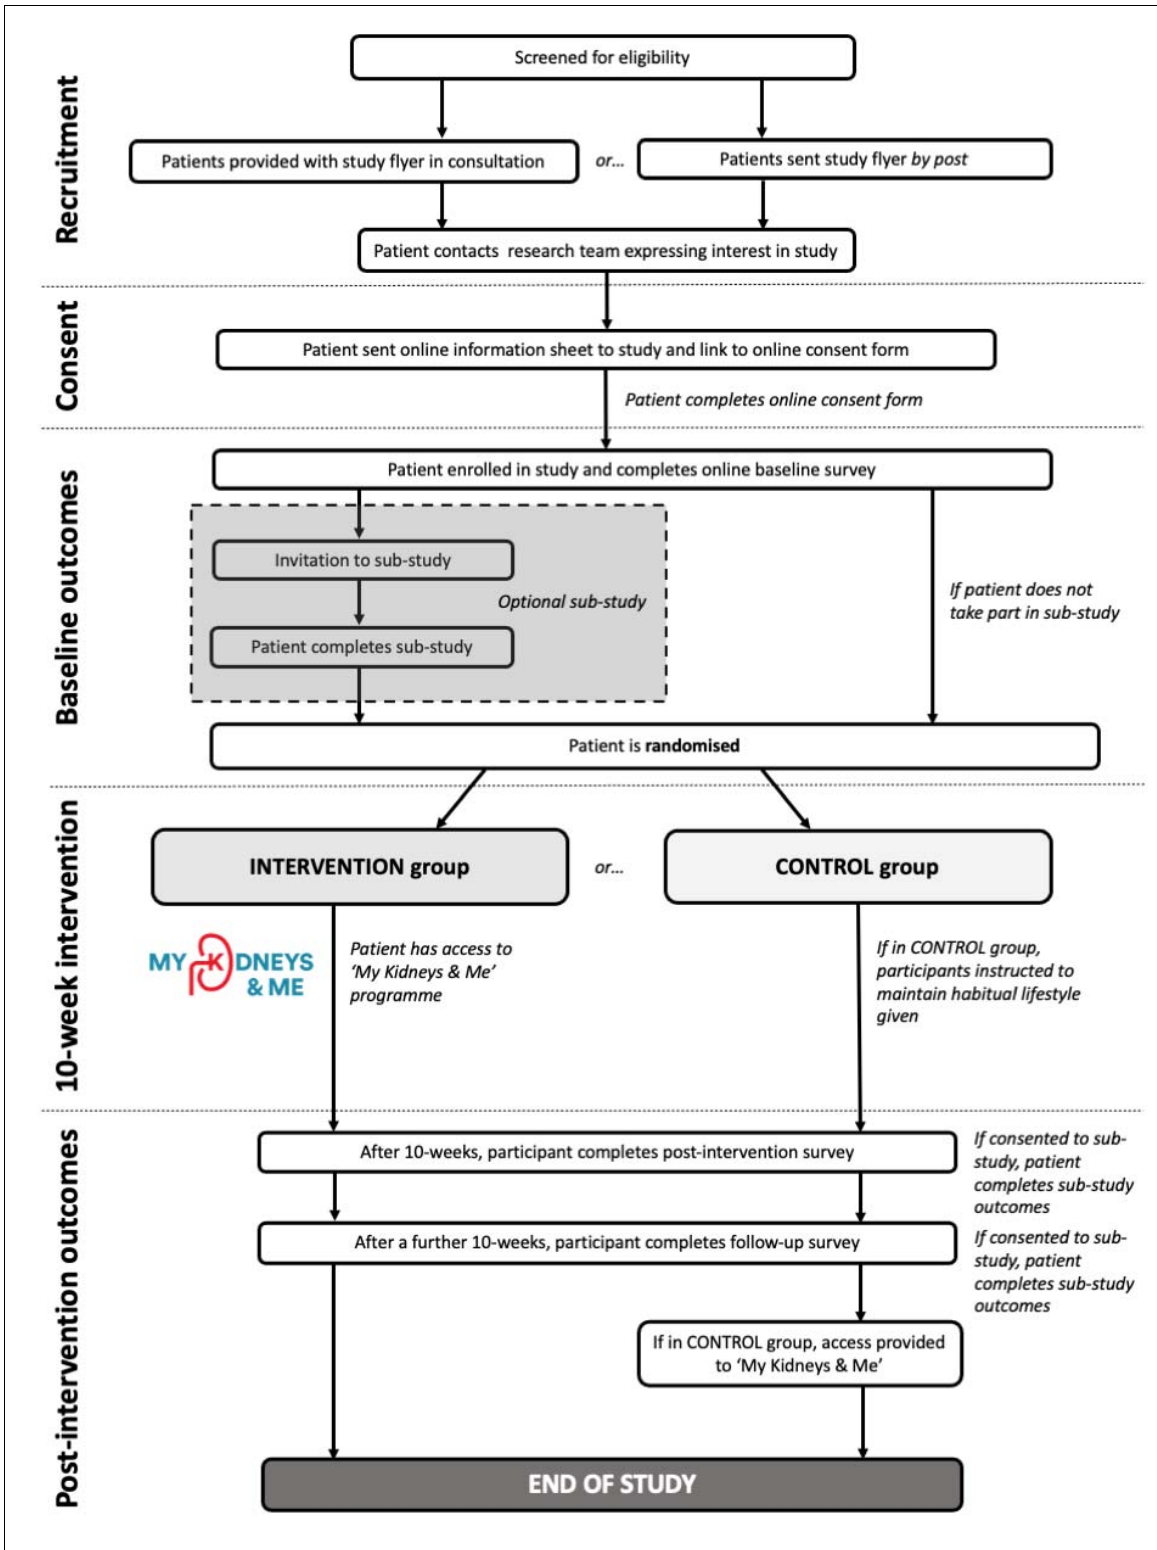 Recruitment
Screened for eligibility
Patients provided with study flyer in consultation
or...
Patients sent study flyer by post
Patient contacts research team expressing interest in study
Consent
Patient sent online information sheet to study and link to online consent form
Patient completes online consent form
Baseline outcomes
Patient enrolled in study and completes online baseline survey
Invitation to sub-study
Optional sub-study
Patient completes sub-study
If patient does not
take part in sub-study
Patient is randomised
10-week intervention
INTERVENTION group
or...
CONTROL group
MY KDNEYS
& ME
Patient has access to
‘My Kidneys & Me’
programme
If in CONTROL group,
participants instructed to
maintain habitual lifestyle
given
Post-intervention outcomes
After 10-weeks, participant completes post-intervention survey
If consented to sub-
study, patient
completes sub-study
outcomes
After a further 10-weeks, participant completes follow-up survey
If consented to sub-
study, patient
completes sub-study
outcomes
If in CONTROL group, access provided
to ‘My Kidneys & Me’
END OF STUDY